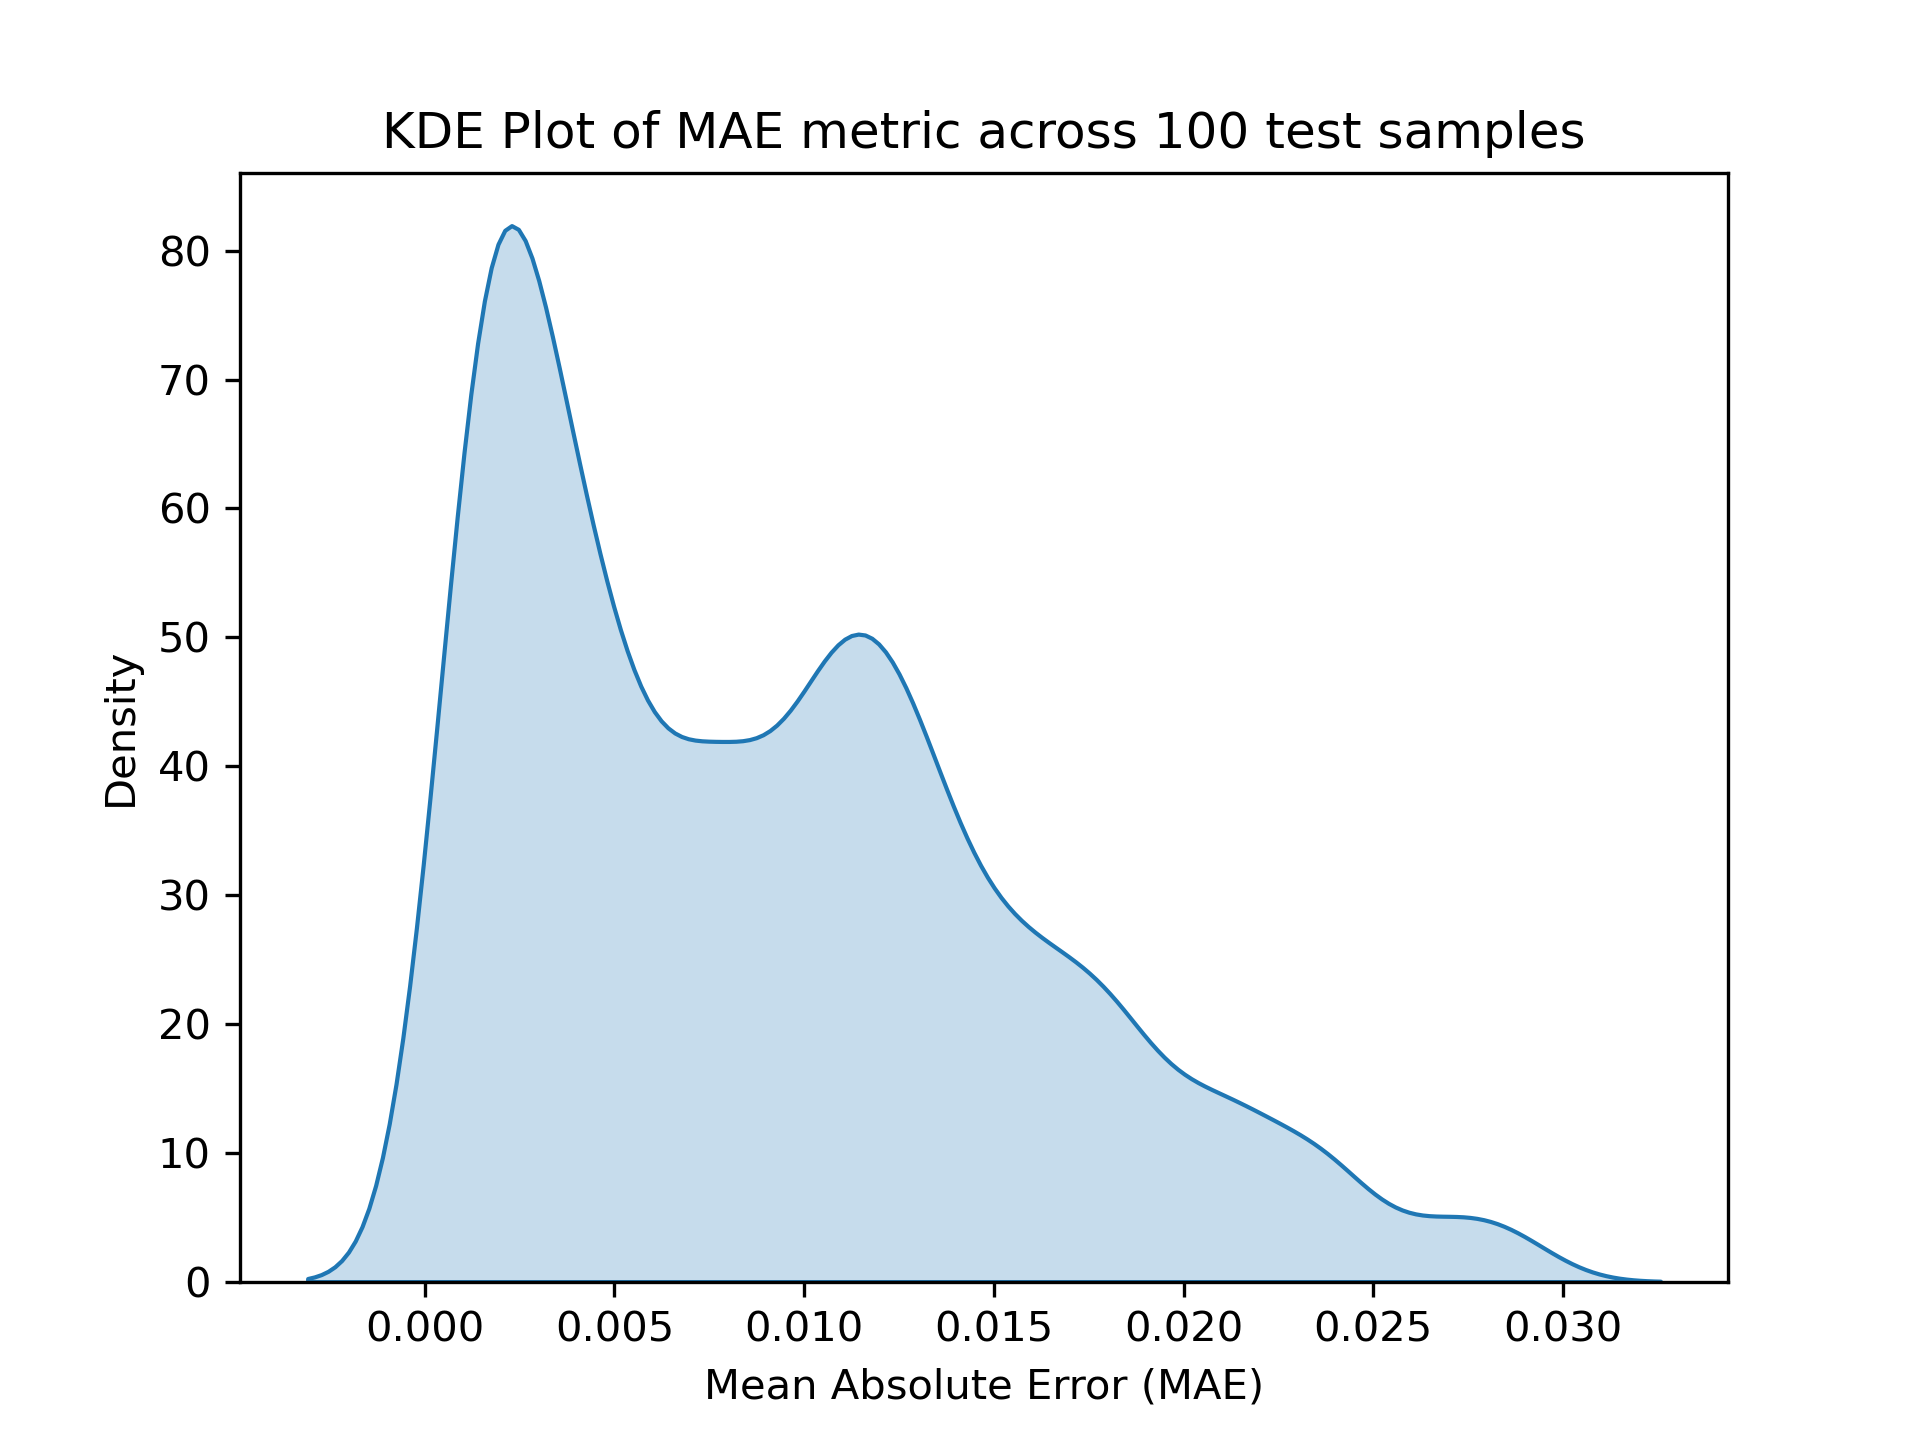 KDE Plot of MAE metric across 100 test samples
80
70
60
50
40
30
20
10
0
Density
0.000 0.005 0.010 0.015 0.020 0.025 0.030
Mean Absolute Error (MAE)